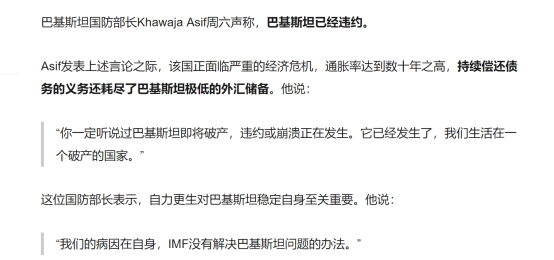 巴基斯坦国防部长Khawaja Asif周六声称，巴基斯坦已经违约。
Asif发表上述言论之际，该国正面临严重的经济危机，通胀率达到数十年之高，持续偿还债
务的义务还耗尽了巴基斯坦极低的外汇储备。他说：
“你一定听说过巴基斯坦即将破产，违约或崩溃正在发生。它已经发生了，我们生活在一
个破产的国家。”
这位国防部长表示，自力更生对巴基斯坦稳定自身至关重要。他说：
“我们的病因在自身，IMF没有解决巴基斯坦问题的办法。”